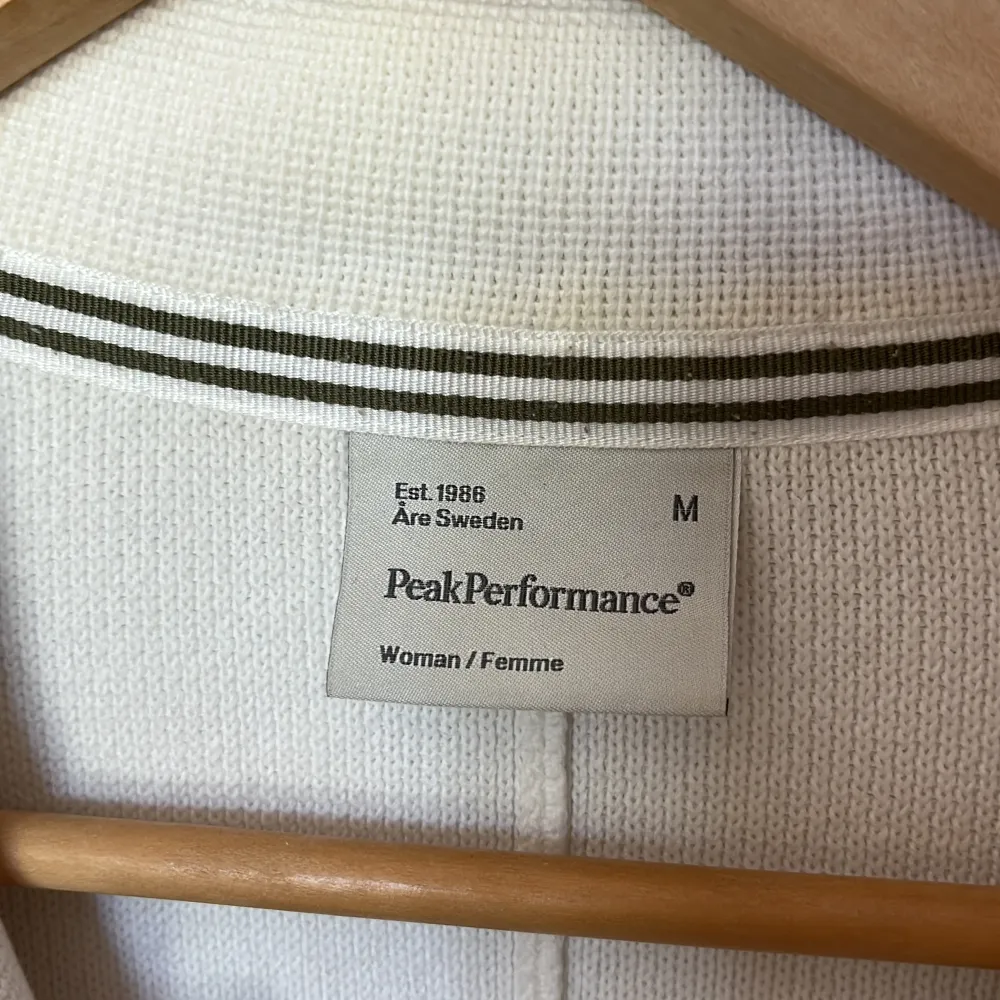 Est. 1986
Åre Sweden
M
PeakPerformance®
Woman / Femme